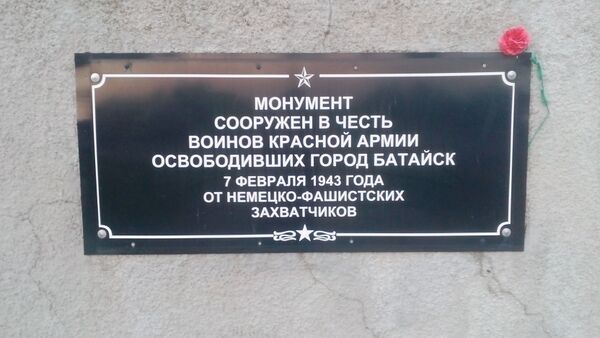 МОНУМЕНТ
СООРУЖЕН В ЧЕСТЬ
ВОИНОВ КРАСНОЙ АРМИИ
ОСВОБОДИВШИХ ГОРОД БАТАЙСК
7 ФЕВРАЛЯ 1943 ГОДА
ОТ НЕМЕЦКО-ФАШИСТСКИХ
ЗАХВАТЧИКОВ